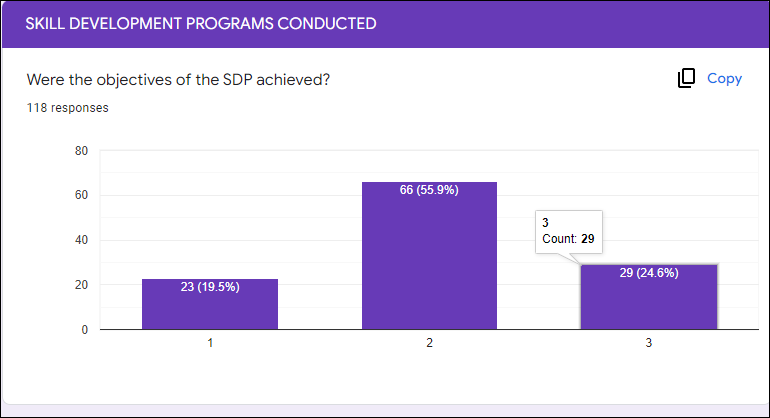 SKILL DEVELOPMENT PROGRAMS CONDUCTED
Were the objectives of the SDP achieved?
Copy
118 responses
80
60
40
20
0
23 (19.5%)
66 (55.9%)
3
Count: 29
29 (24.6%)
1
2
3